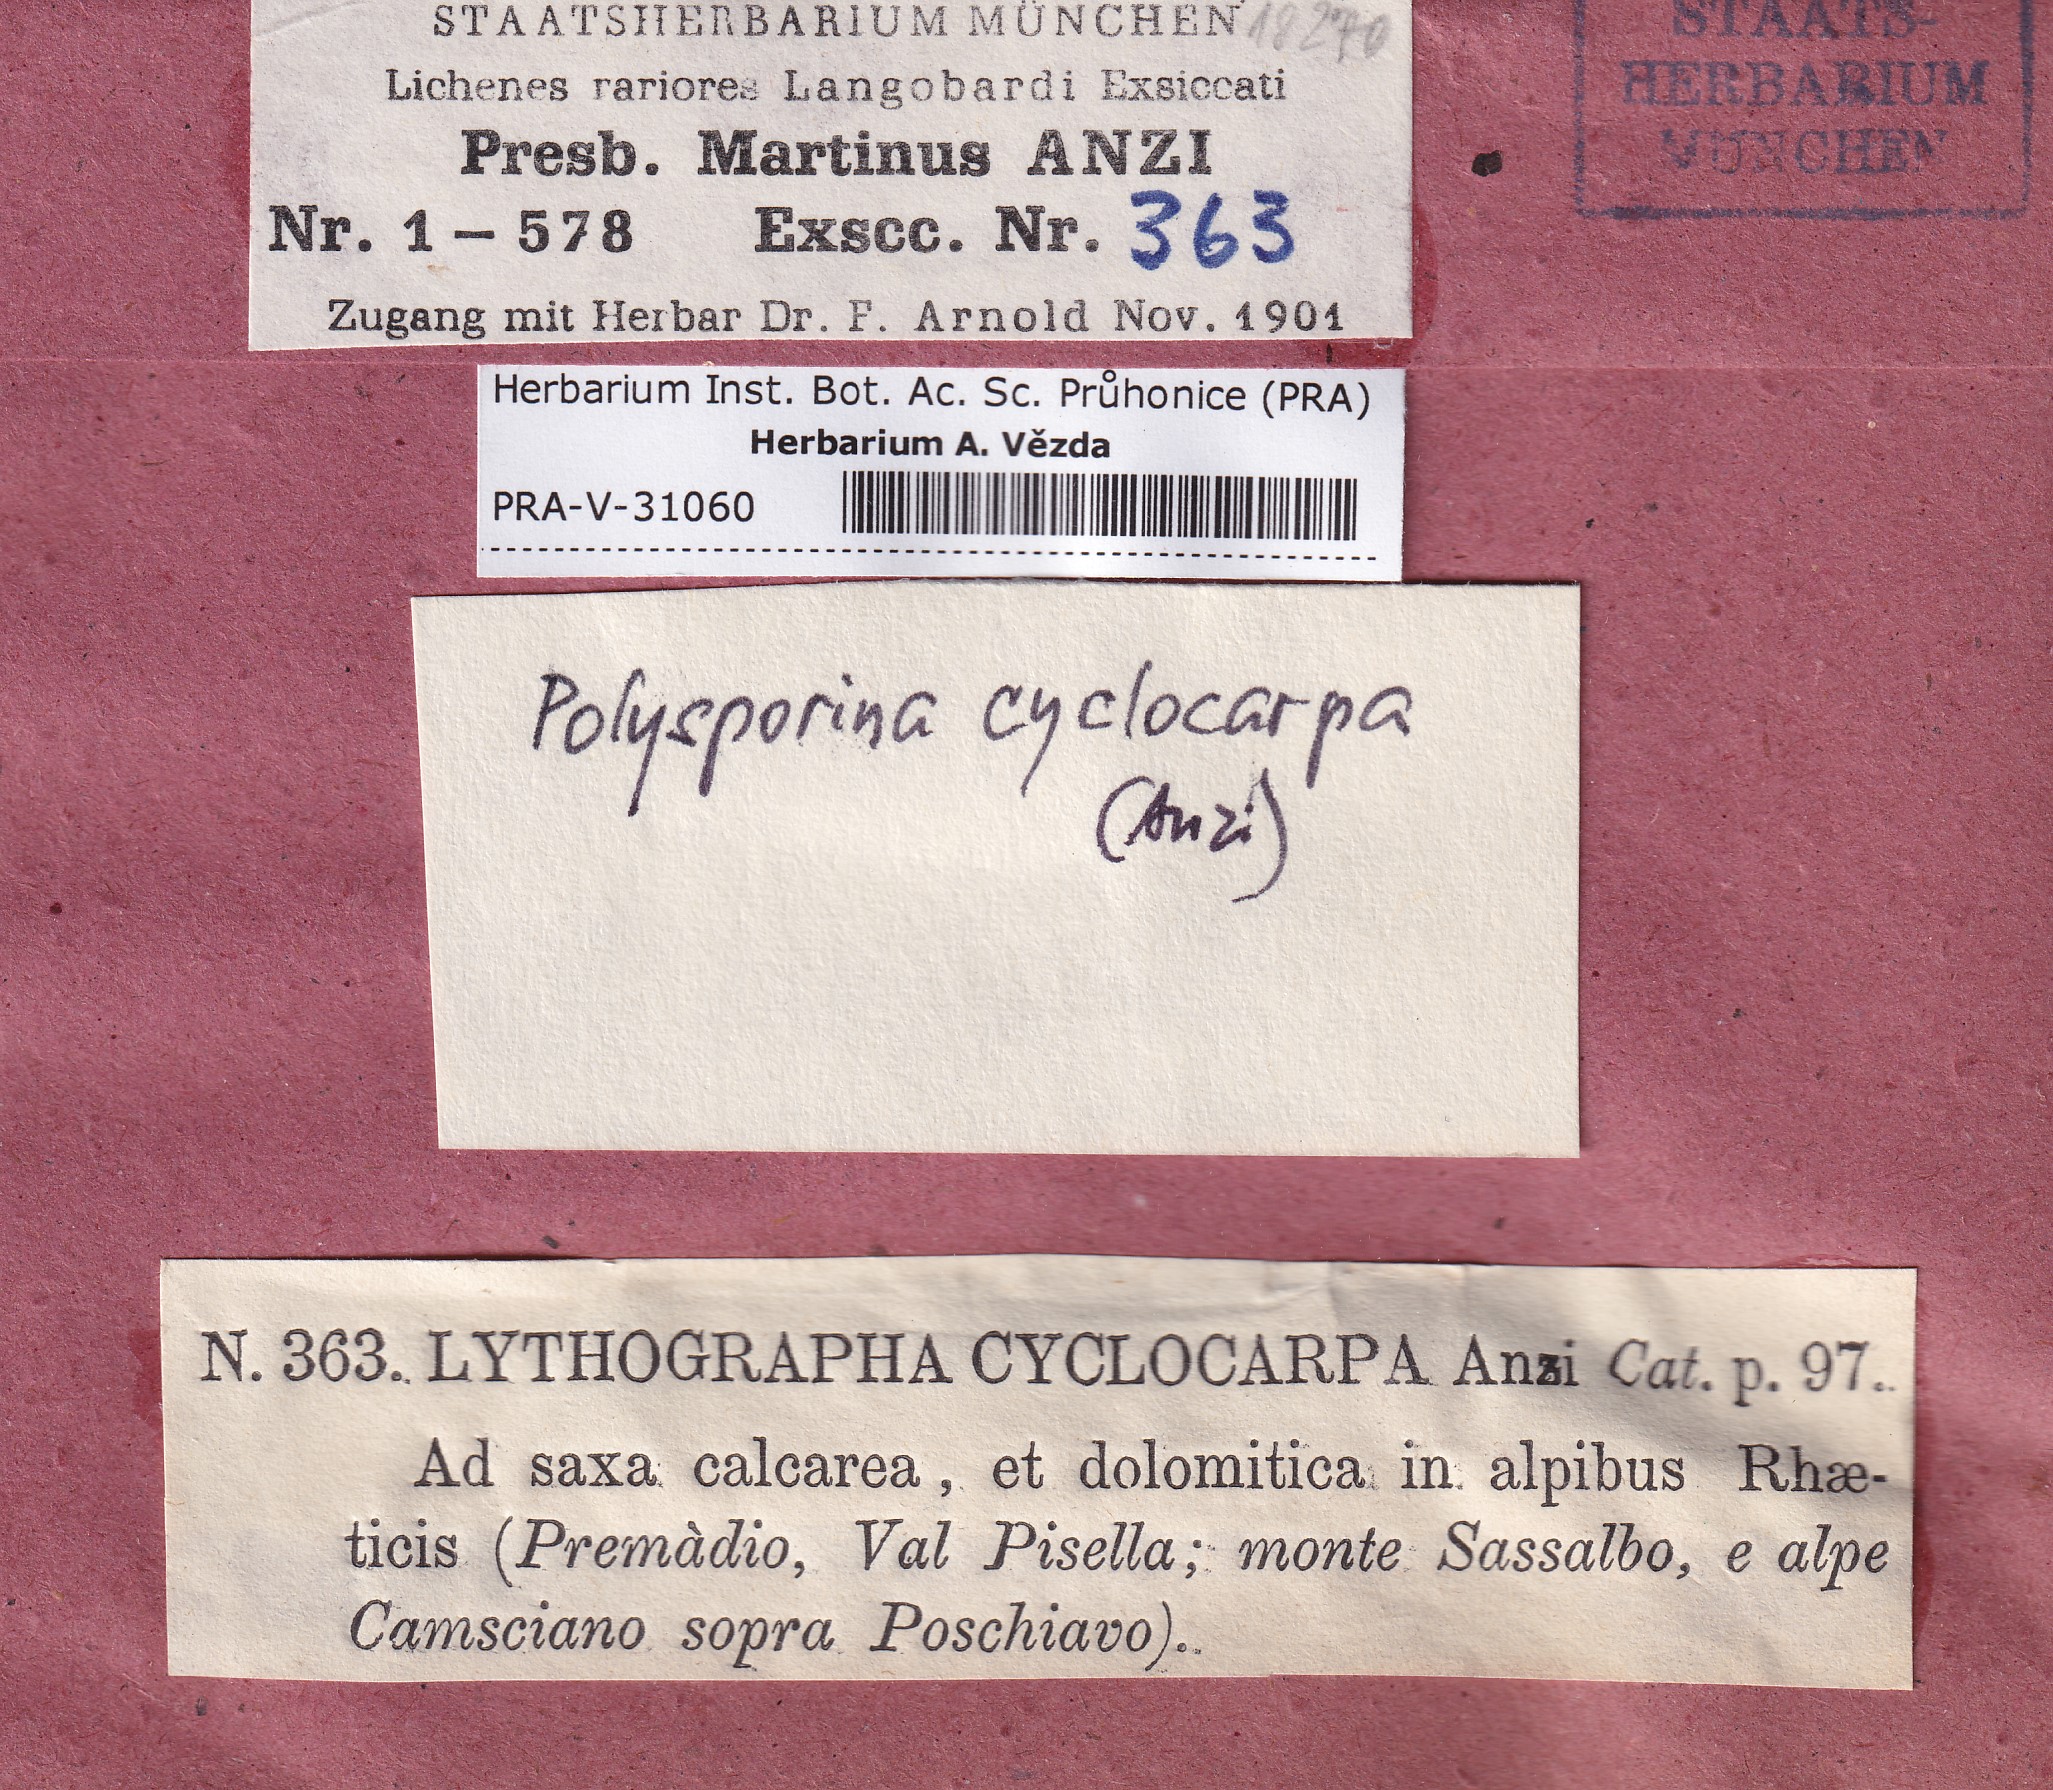 STAATSHERBARIUM MÜNCHEN 18270
Lichenes rariores Langobardi Exsiccati
Presb. Martinus ANZI
Nr. 1 – 578 Exscc. Nr. 363
Zugang mit Herbar Dr. F. Arnold Nov. 1901
STAATS-
HERBARIUM
MÜNCHEN
Herbarium Inst. Bot. Ac. Sc. Průhonice (PRA)
Herbarium A. Vězda
PRA-V-31060
Polysporina cyclocarpa
(Anzi)
N. 363. LYTHOGRAPHA CYCLOCARPA Anzi Cat. p. 97.
Ad saxa calcarea, et dolomitica in alpibus Rhæ-
ticis (Premàdio, Val Pisella; monte Sassalbo, e alpe
Camsciano sopra Poschiavo).